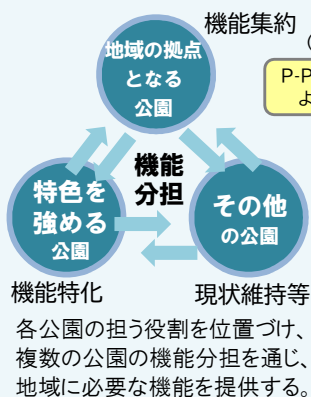 機能集約
（
地域の拠点
となる
公園
P-P
よ
機能
分担
特色を
強める
公園
その他
の公園
機能特化
現状維持等
各公園の担う役割を位置づけ、
複数の公園の機能分担を通じ、
地域に必要な機能を提供する。